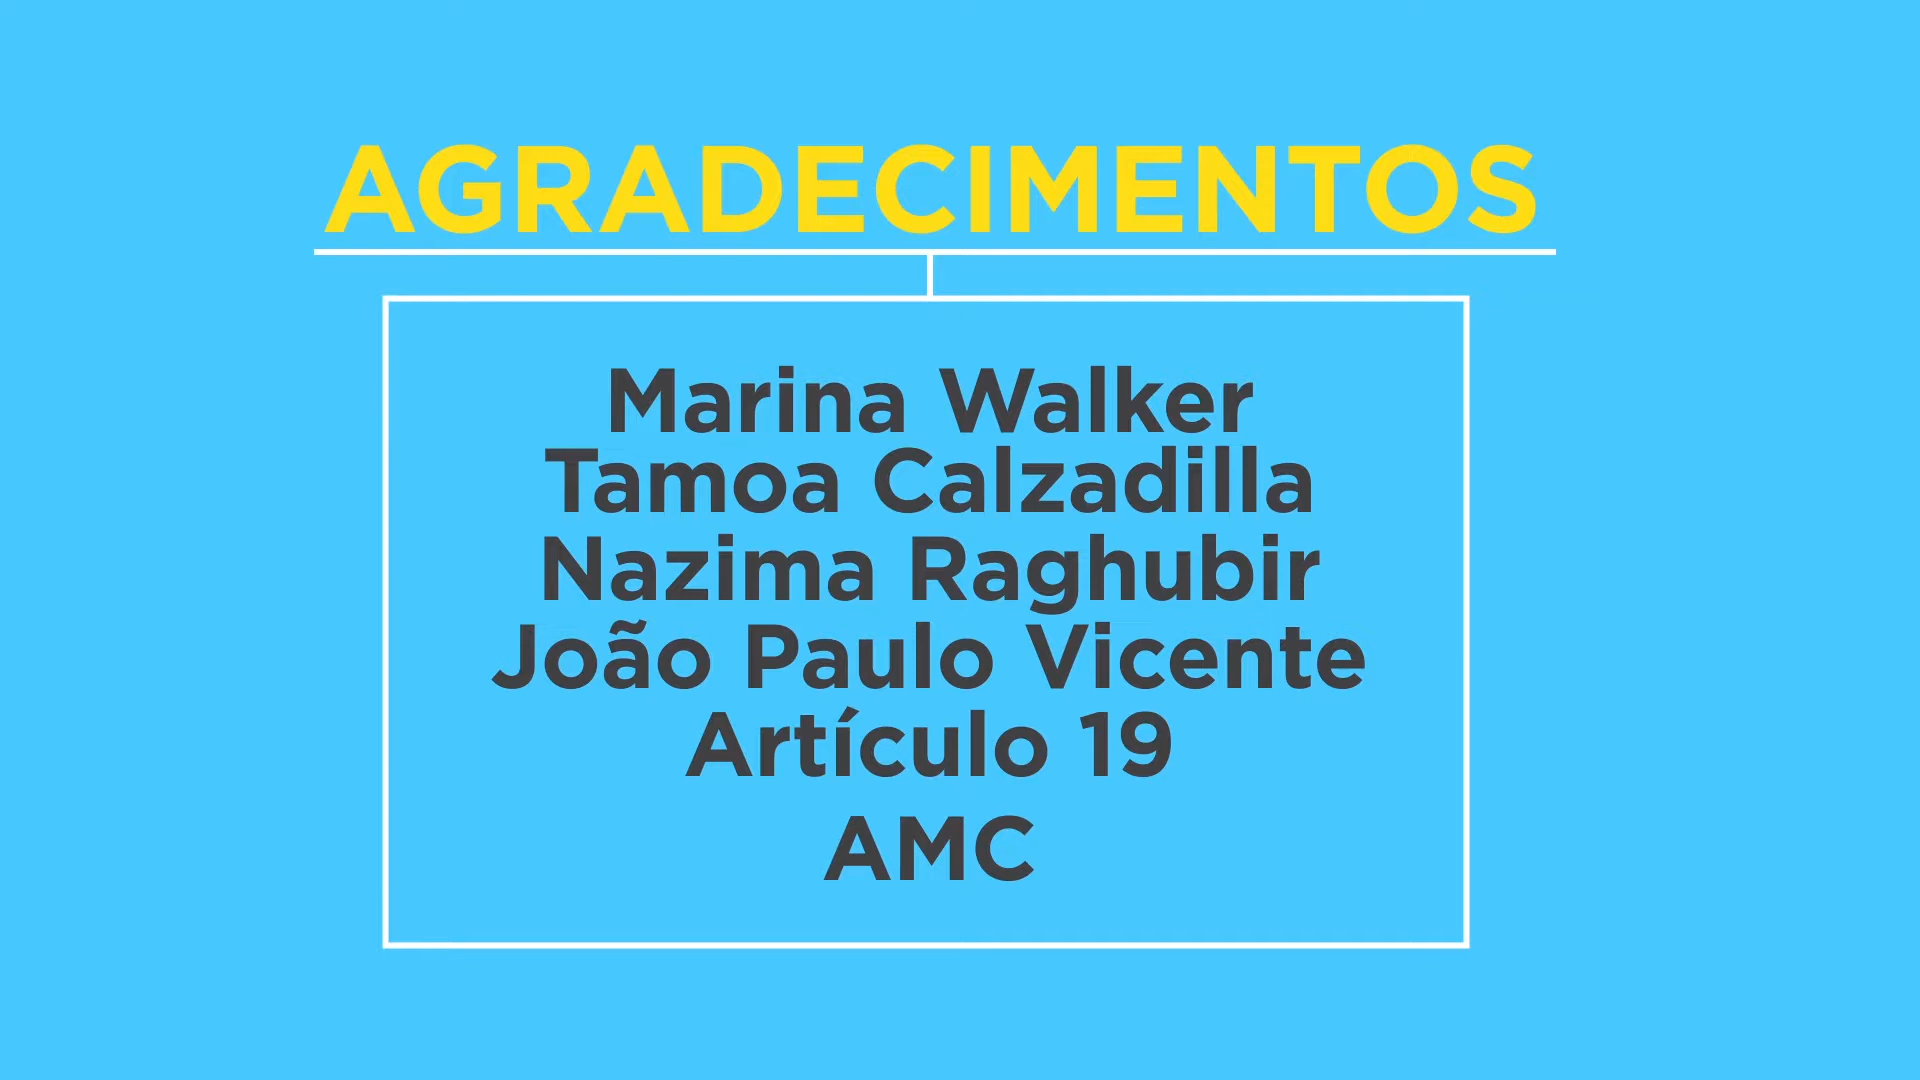 AGRADECIMENTOS
Marina Walker
Tamoa Calzadilla
Nazima Raghubir
João Paulo Vicente
Artículo 19
AMC